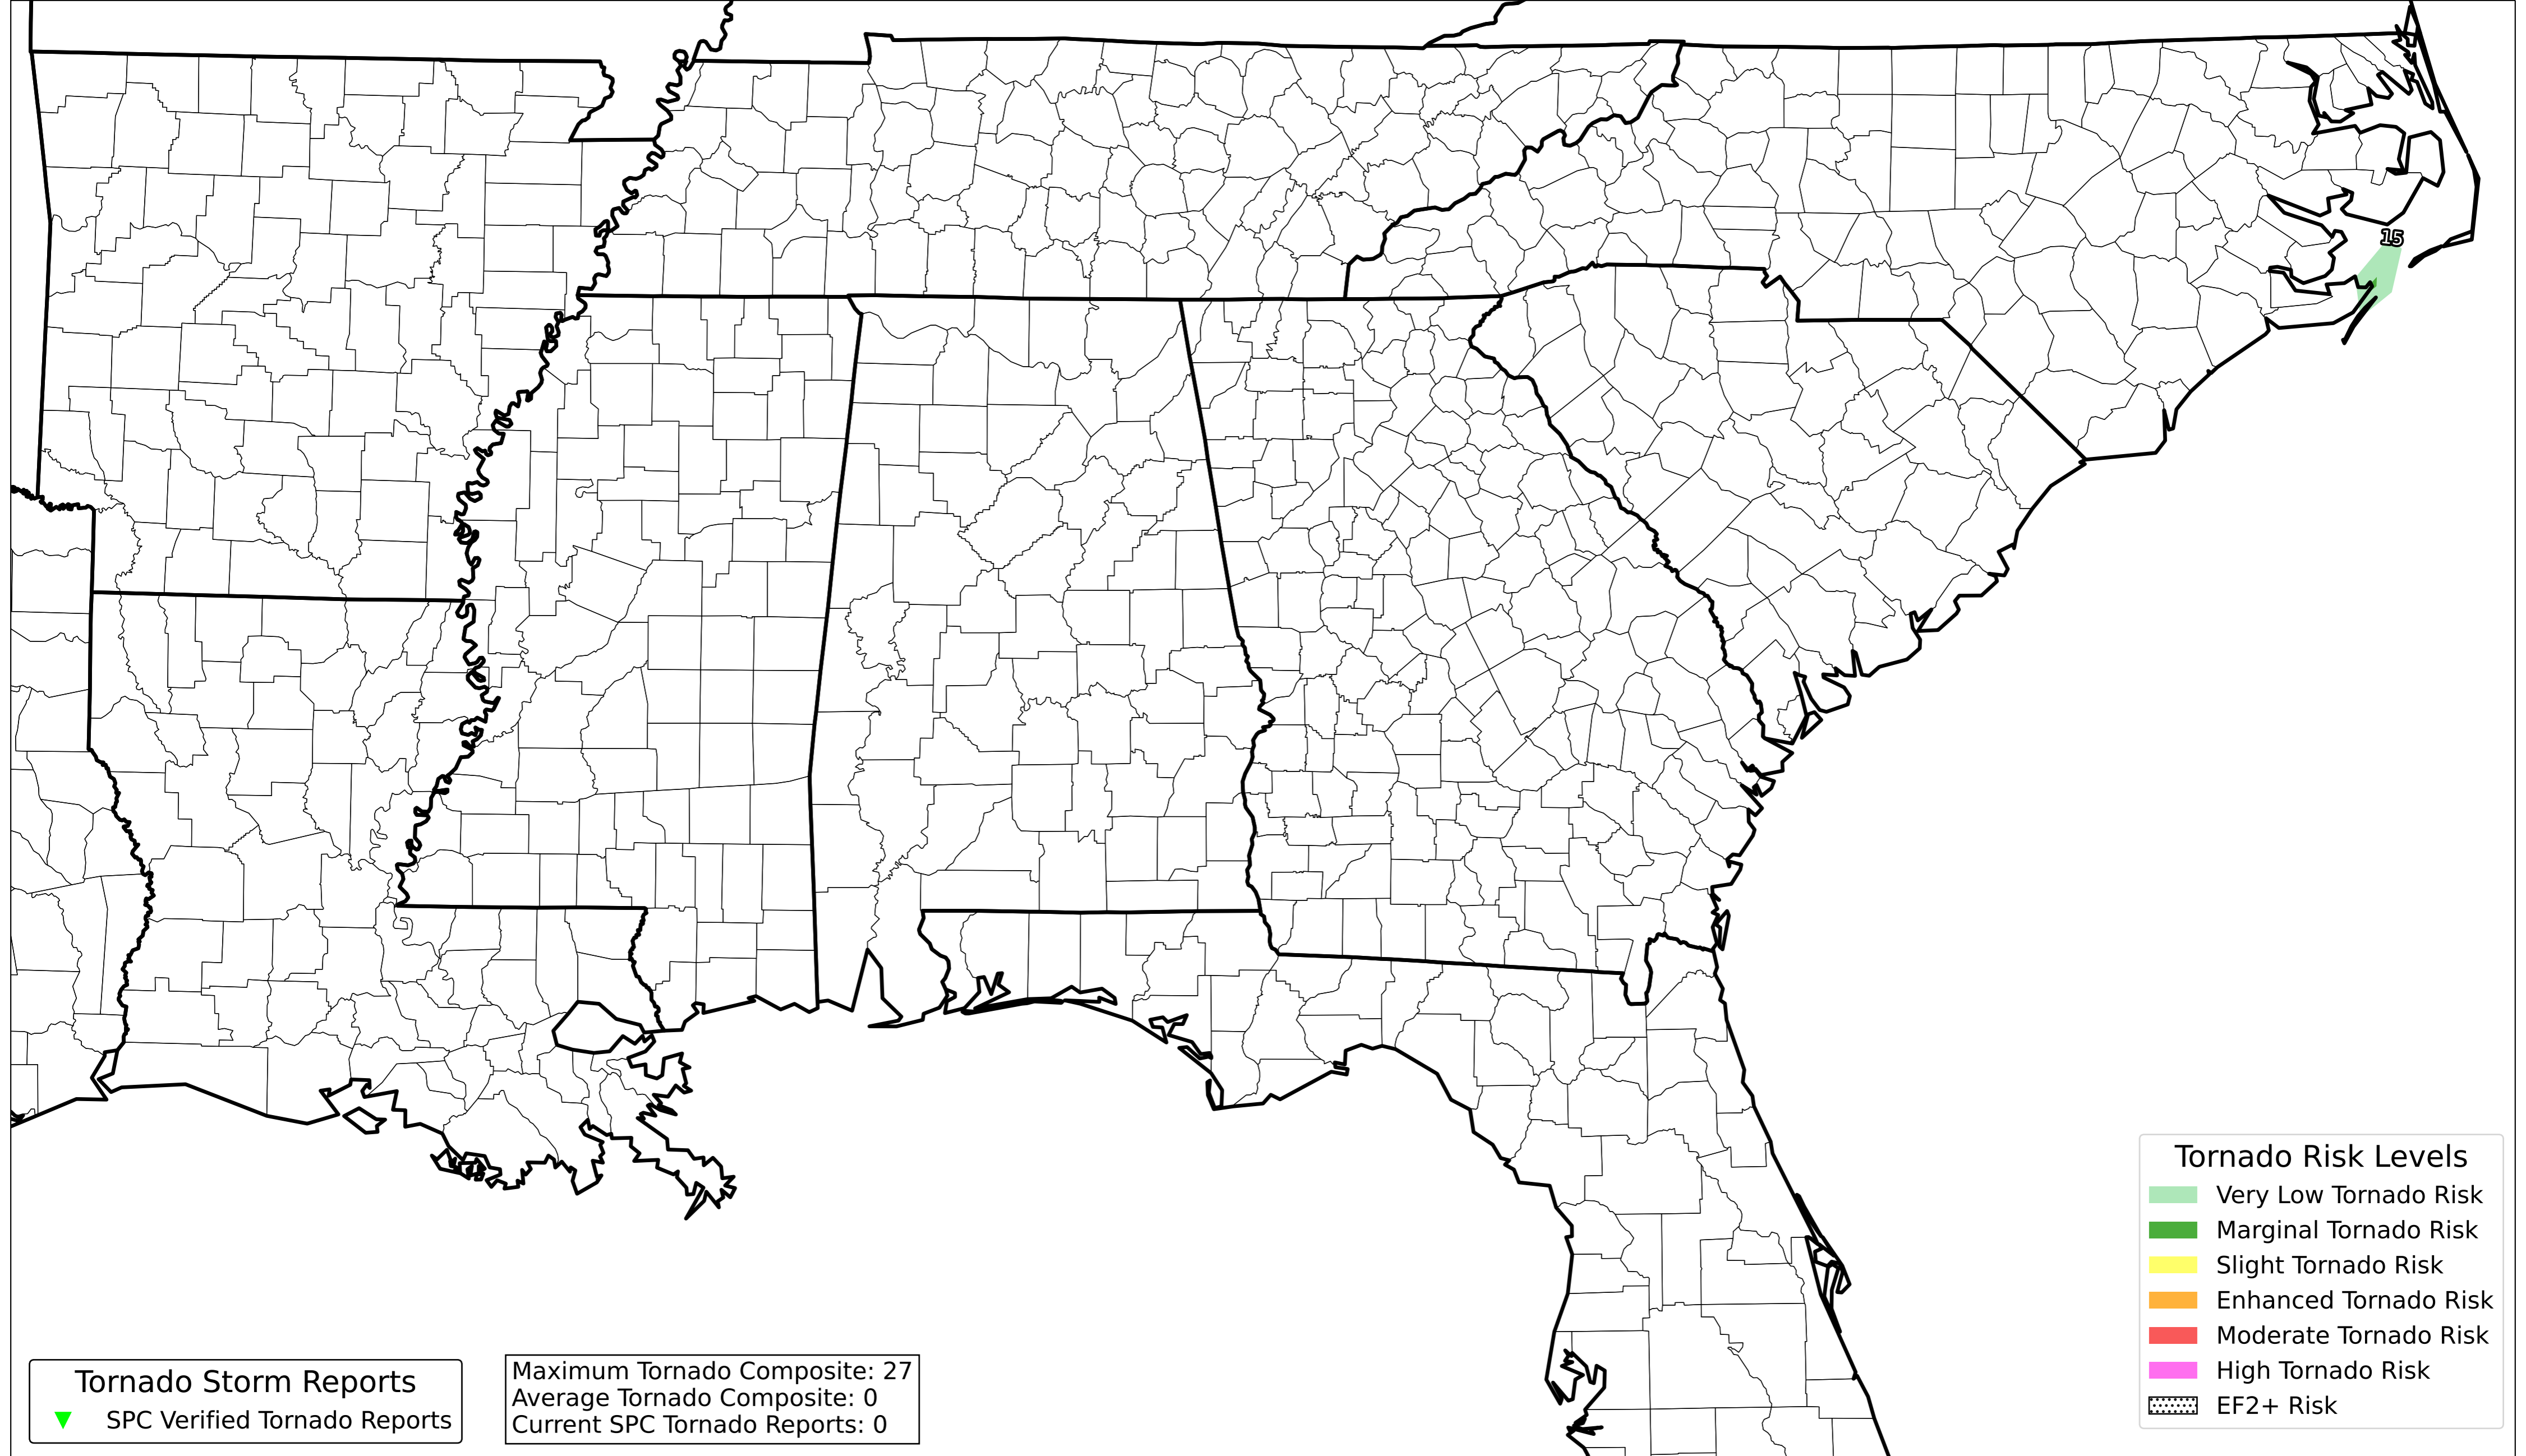 15
Tornado Risk Levels
Very Low Tornado Risk
Marginal Tornado Risk
Slight Tornado Risk
Enhanced Tornado Risk
Moderate Tornado Risk
High Tornado Risk
EF2+ Risk
Tornado Storm Reports
SPC Verified Tornado Reports
Maximum Tornado Composite: 27
Average Tornado Composite: 0
Current SPC Tornado Reports: 0